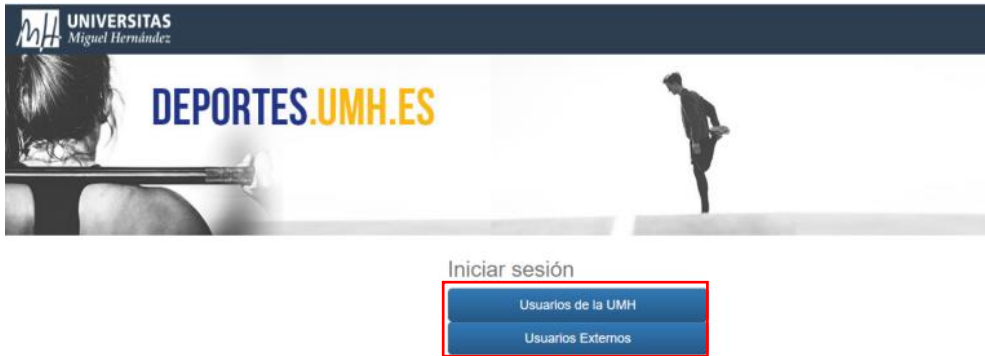 UNIVERSITAS
Miguel Hernández
DEPORTES.UMH.ES
Iniciar sesión
Usuarios de la UMH
Usuarios Externos